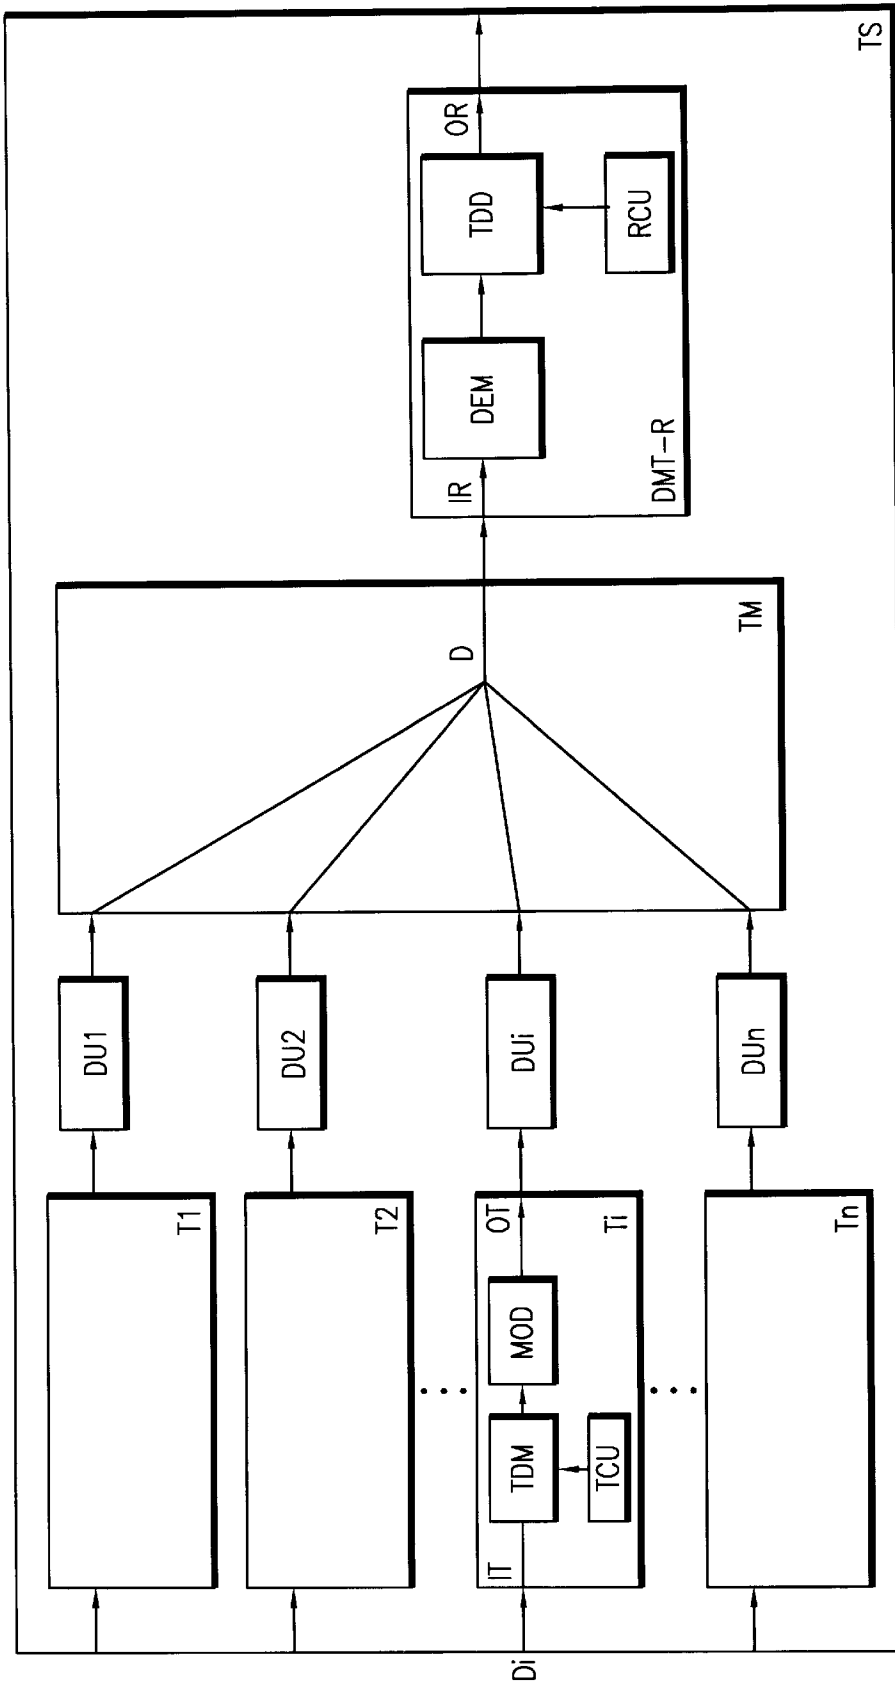 Di
T1
T2
IT
TDM
TCU
MOD
OT
Ti
Tn
DU1
DU2
DUi
DUn
D
TM
IR
DEM
TDD
OR
RCU
DMT-R
TS